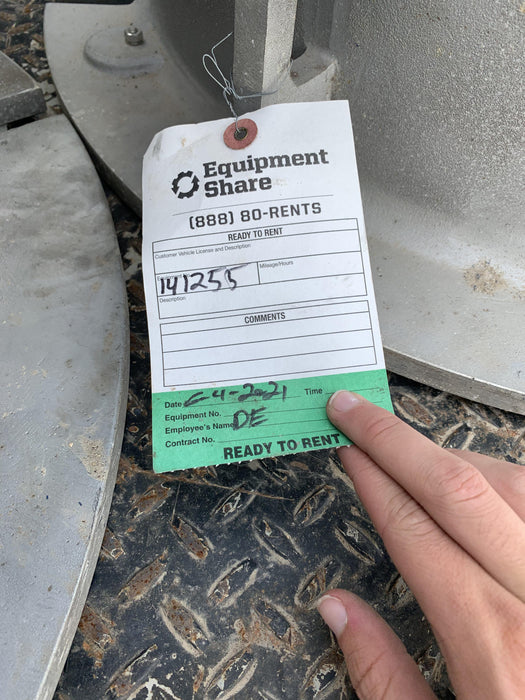 Equipment
Share
(888) 80-RENTS
READY TO RENT
Customer Vehicle License and Description
141255
Mileage/Hours
Description
COMMENTS
Date 6-4-2021 Time
Equipment No.
Employee's Name DE
Contract No.
READY TO RENT